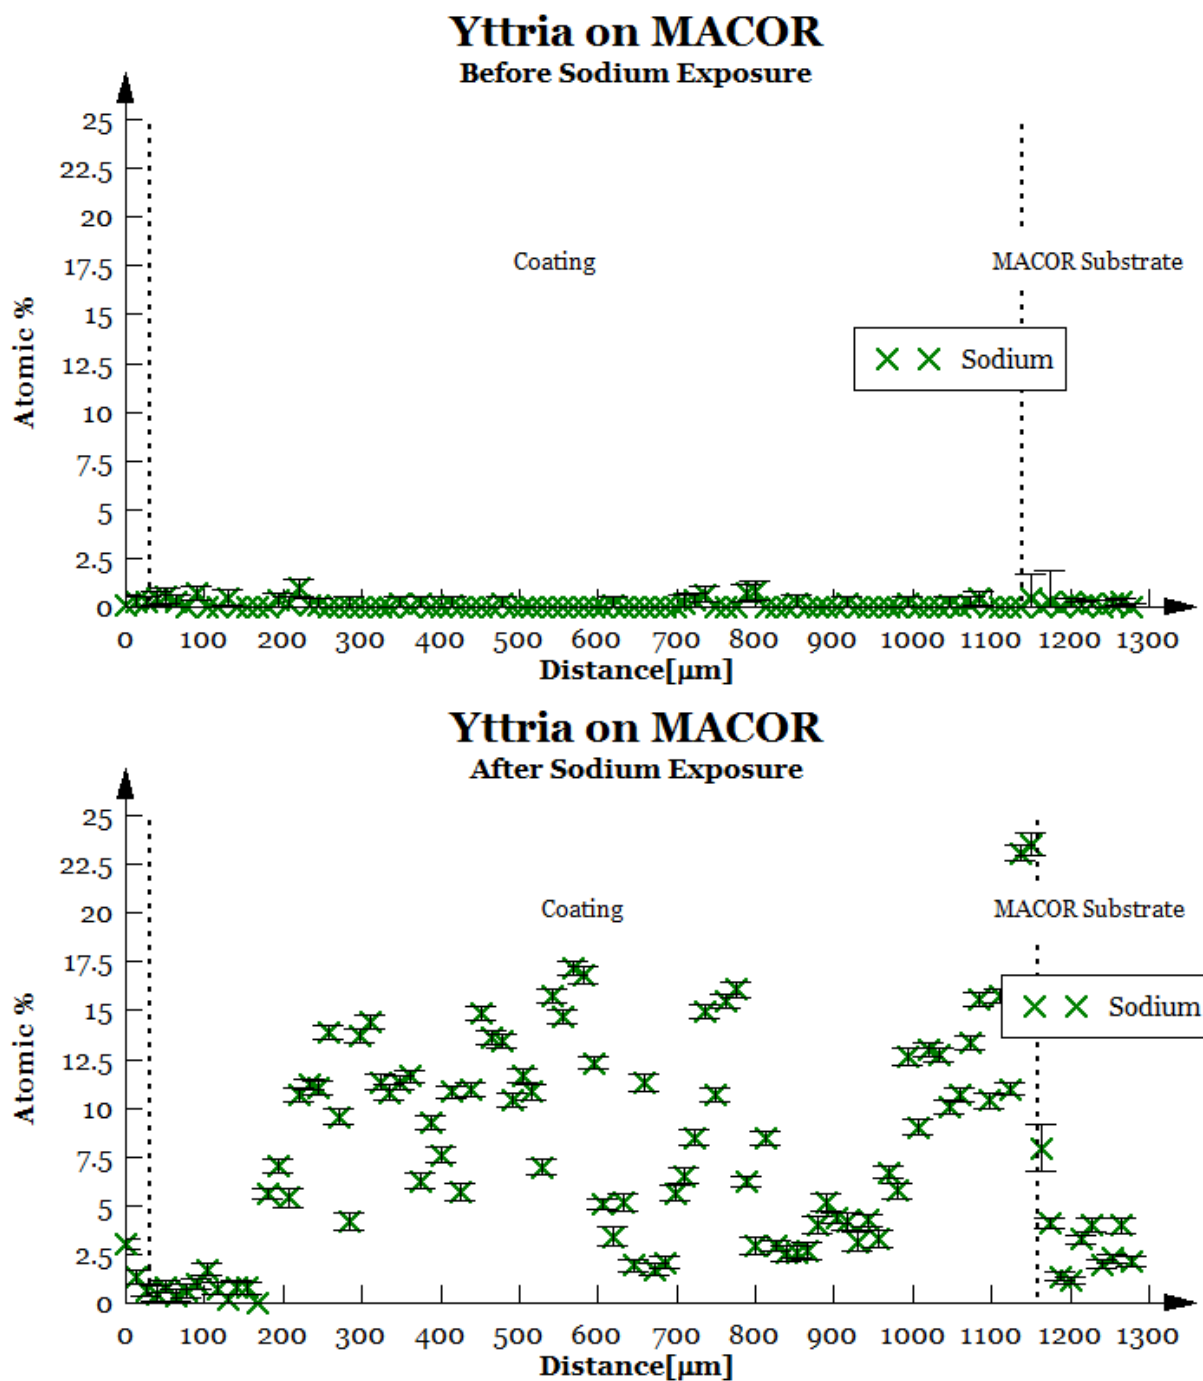 Yttria on MACOR
Before Sodium Exposure
25
22.5
20
17.5
15
12.5
10
7.5
5
2.5
0
Atomic %
Coating
MACOR Substrate
Sodium
0 100 200 300 400 500 600 700 800 900 1000 1100 1200 1300
Distance[μm]
Yttria on MACOR
After Sodium Exposure
25
22.5
20
17.5
15
12.5
10
7.5
5
2.5
0
Atomic %
Coating
MACOR Substrate
Sodium
0 100 200 300 400 500 600 700 800 900 1000 1100 1200 1300
Distance[μm]